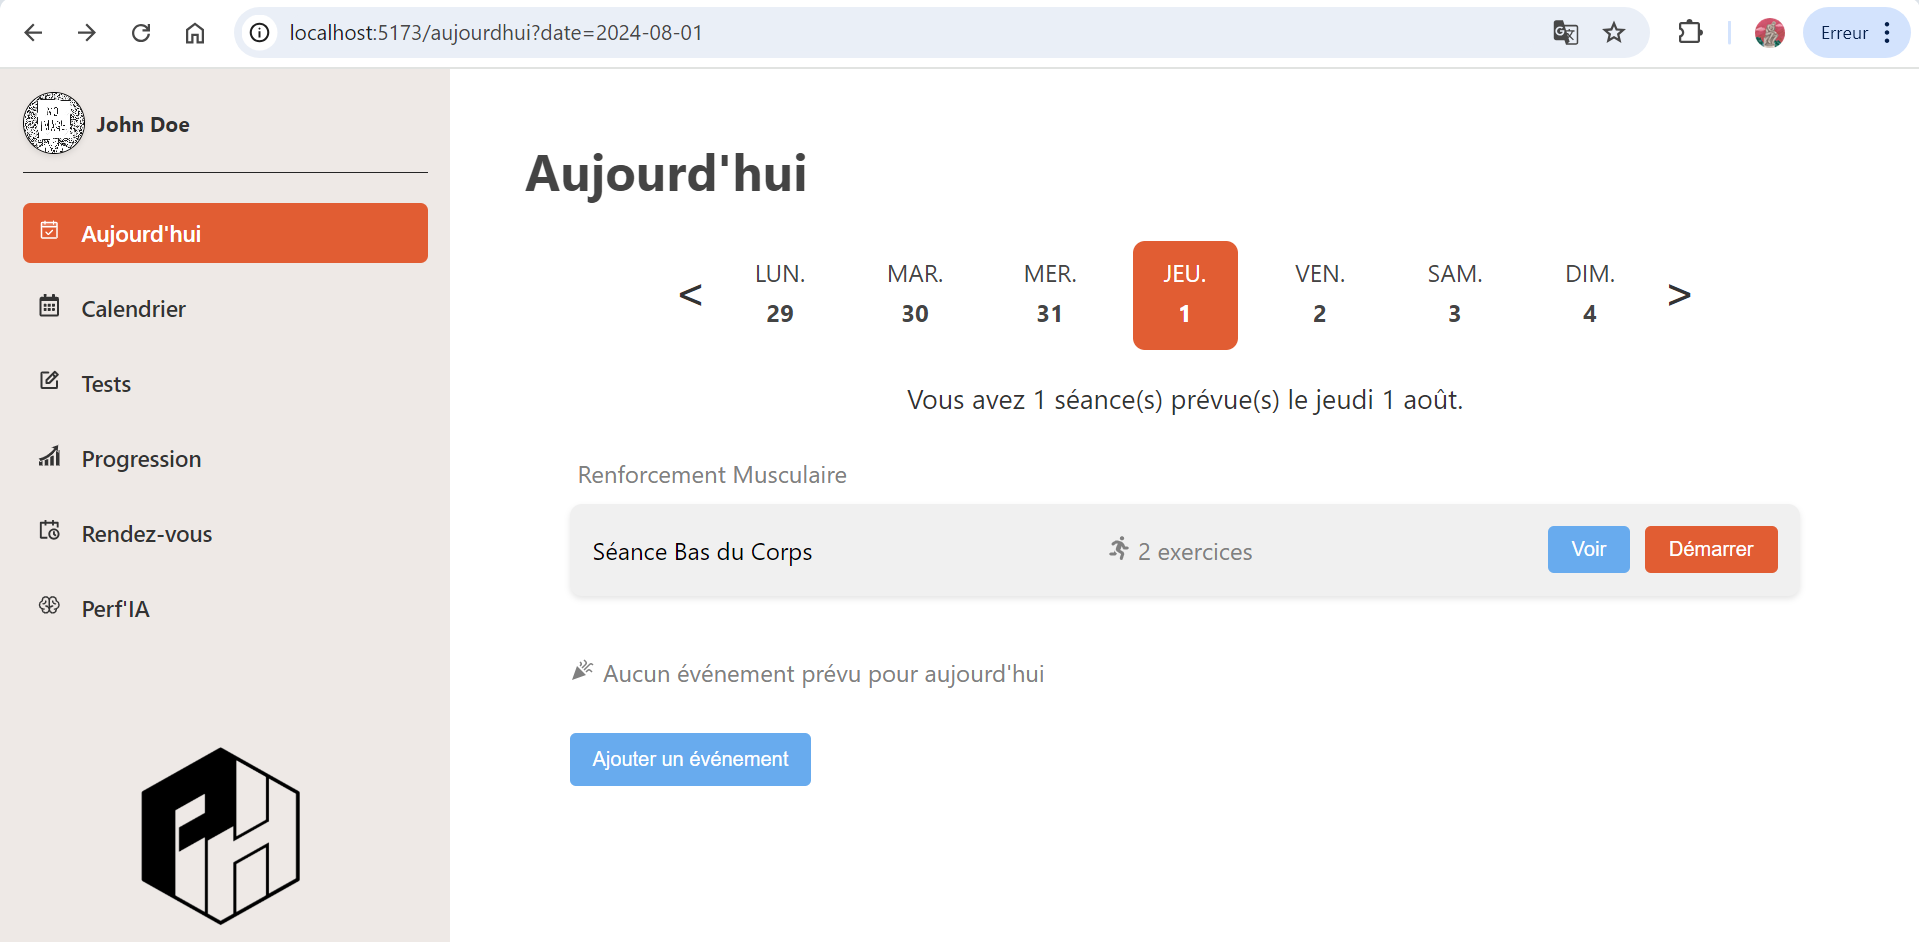 localhost:5173/aujourdhui?date=2024-08-01
Erreur
NO
IMAGE
John Doe
Aujourd'hui
Calendrier
Tests
Progression
Rendez-vous
Perf'IA
Aujourd'hui
< LUN. MAR. MER. JEU. VEN. SAM. DIM. >
29 30 31 1 2 3 4
Vous avez 1 séance(s) prévue(s) le jeudi 1 août.
Renforcement Musculaire
Séance Bas du Corps 2 exercices Voir Démarrer
Aucun événement prévu pour aujourd'hui
Ajouter un événement
PH